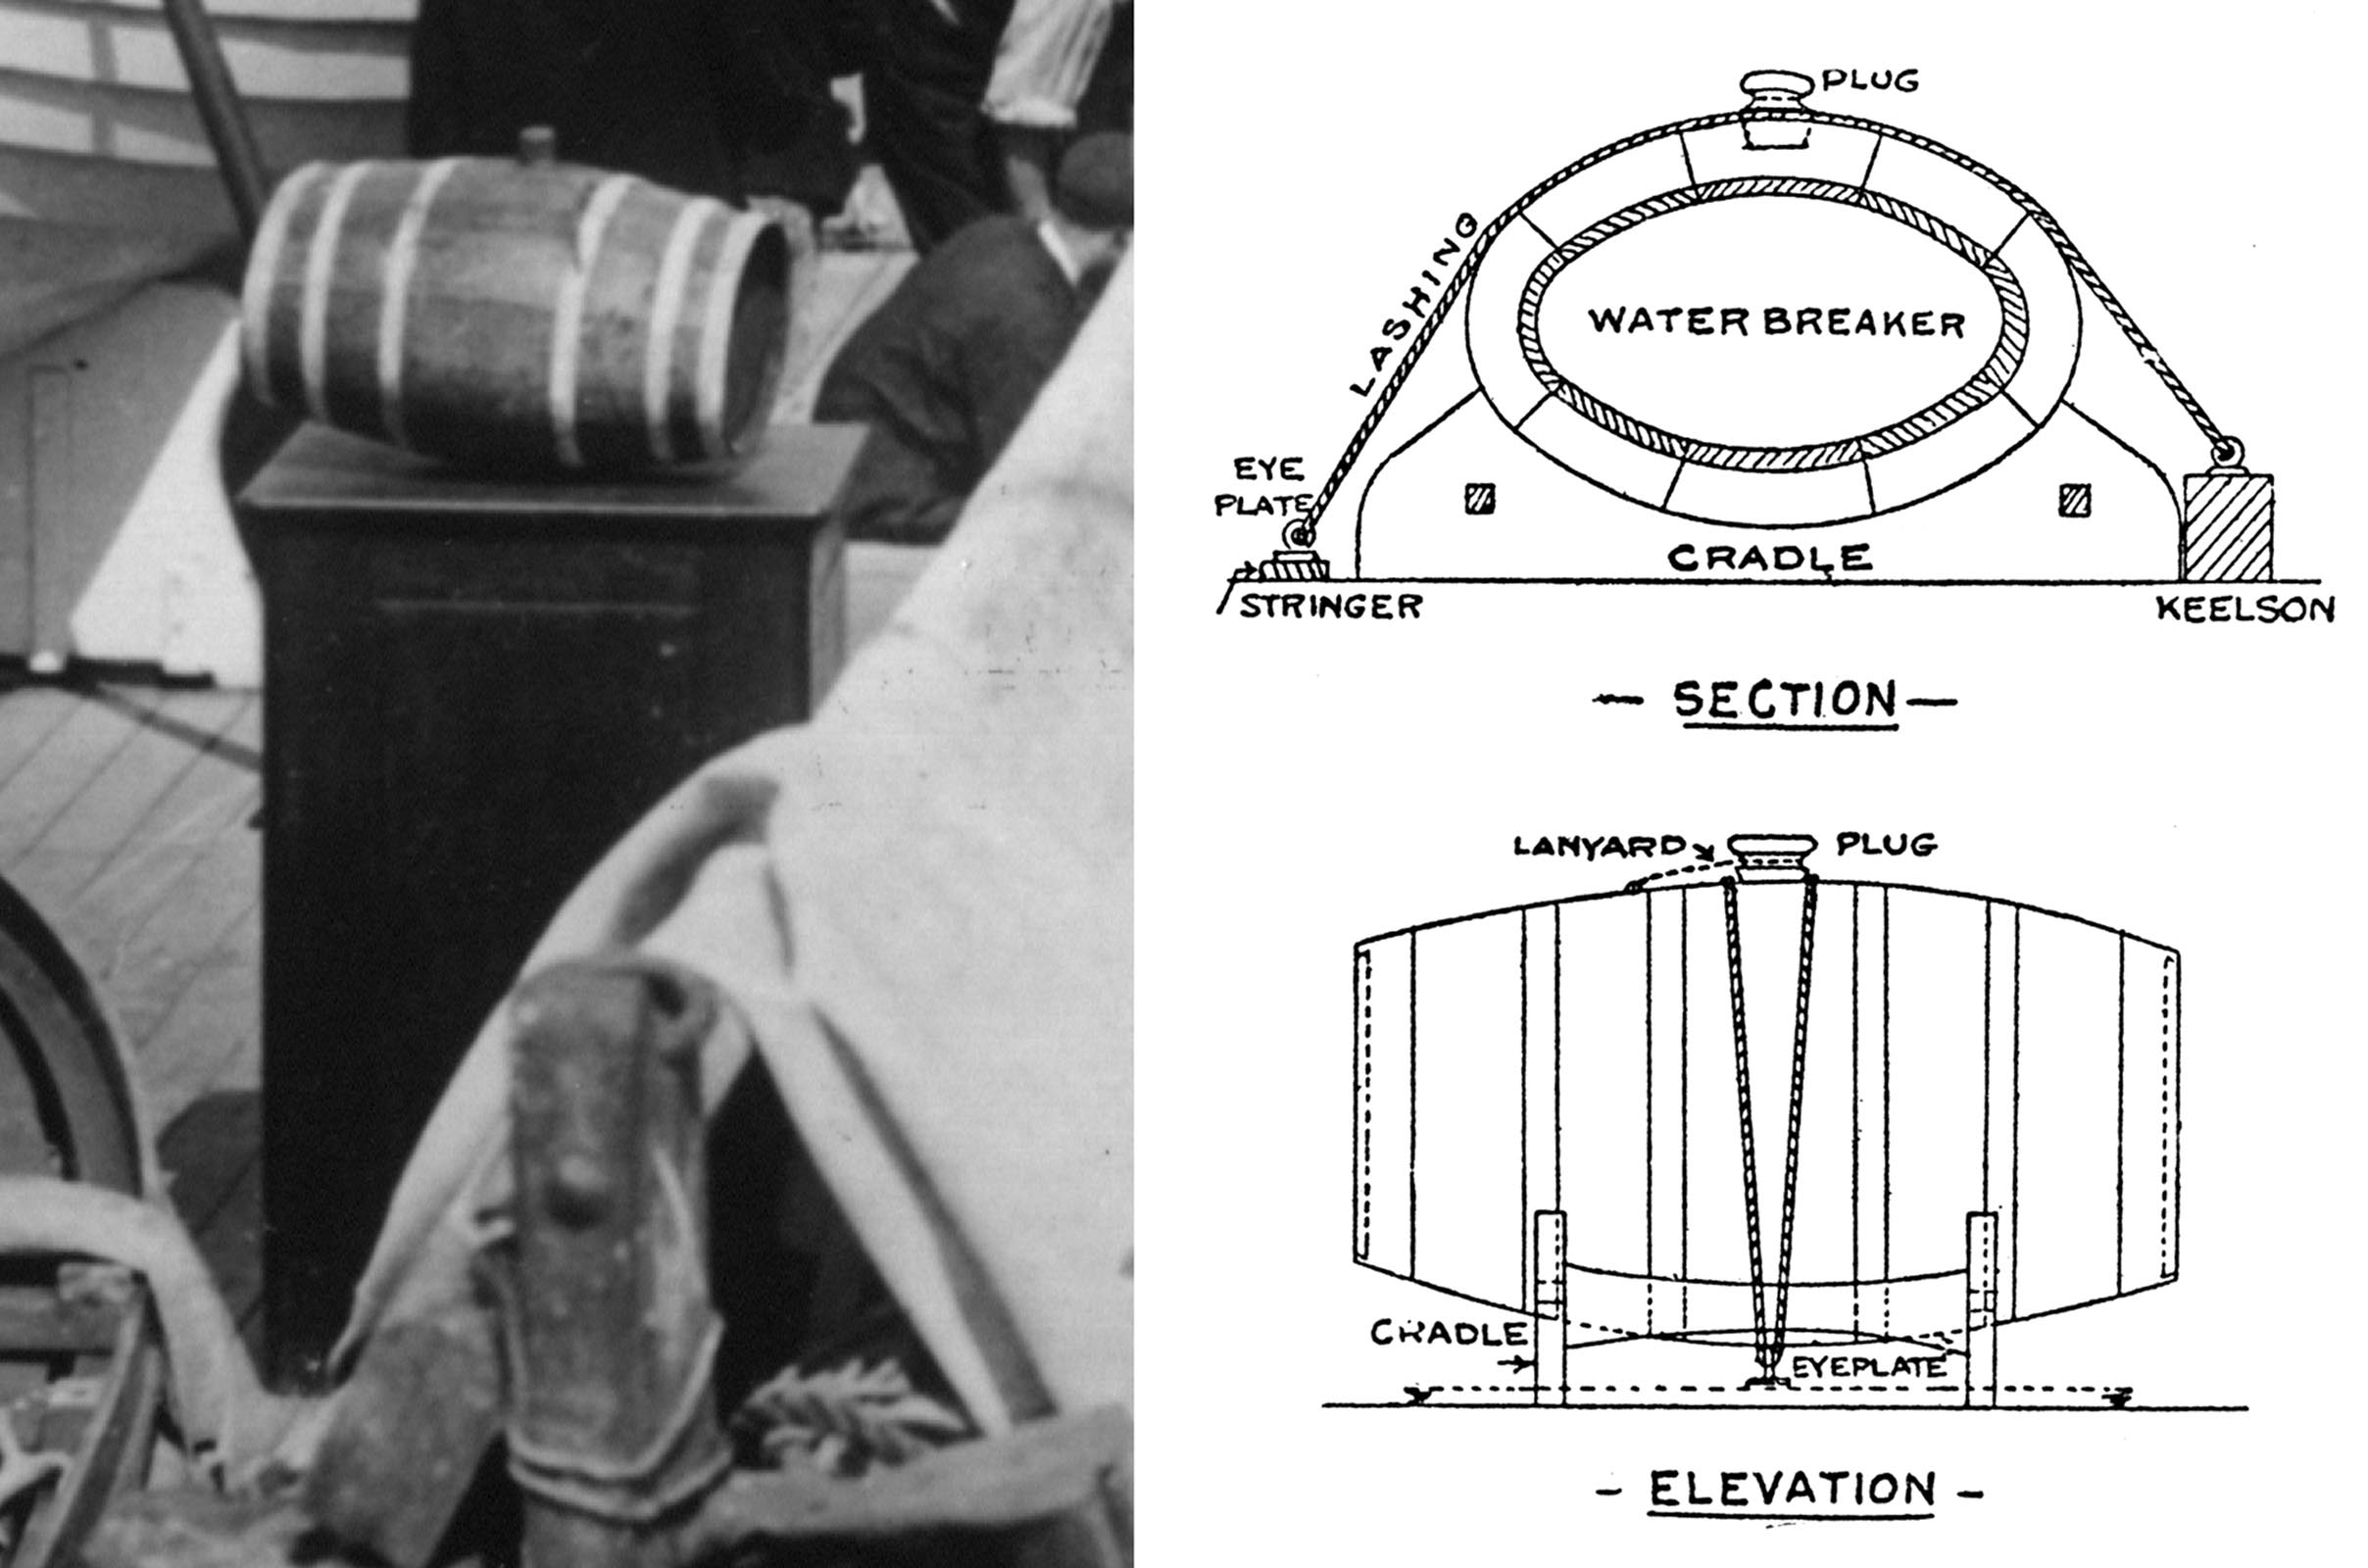 PLUG
LASHING
WATER BREAKER
EYE
PLATE
CRADLE
STRINGER
KEELSON
— SECTION —
LANYARD
PLUG
CRADLE
EYEPLATE
- ELEVATION -